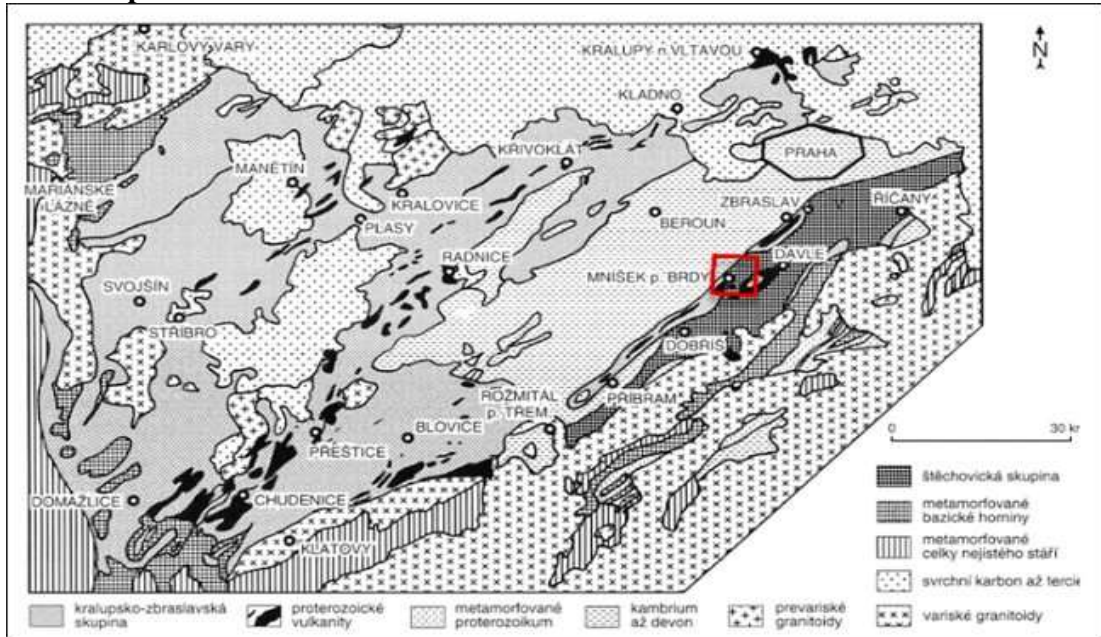 KARLOVY VARY
KRALUPY n.VLTAVOU
N
KLADNO
KŘIVOKLÁT
PRAHA
MANĚTÍN
MARIÁNSKÉ
LÁZNĚ
KRALOVICE
ZBRASLAV
ŘÍČANY
PLASY
BEROUN
RADNICE
DAVLE
MNÍŠEK p. BRDY
SVOJŠÍN
STŘÍBRO
DOBŘÍŠ
ROŽMITÁL
p. TŘEM.
PŘÍBRAM
BLOVICE
PŘEŠTICE
0 30 kr
DOMAŽLICE
CHUDENICE
KLATOVY
štěchovická skupina
metamorfované
bazické horniny
metamorfované
celky nejistého stáří
svrchní karbon až tercie
variské granitoidy
kralupsko-zbraslavská
skupina
proterozoické
vulkanity
metamorfované
proterozoikum
kambrium
až devon
prevariské
granitoidy